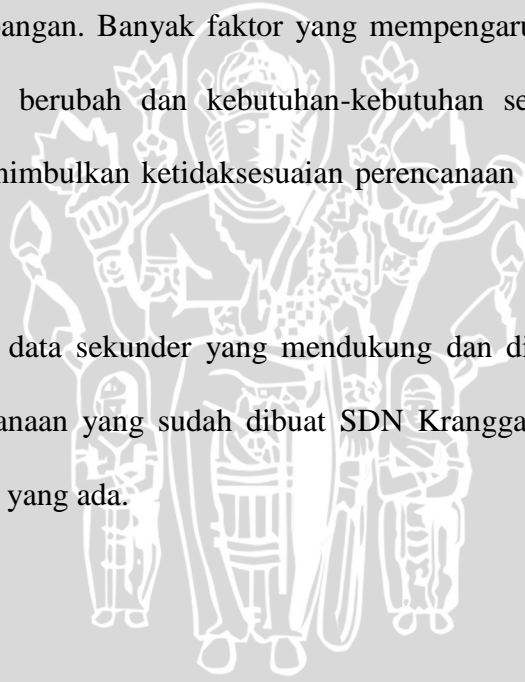 bangan. Banyak faktor yang mempengaru
berubah dan kebutuhan-kebutuhan se
nimbulkan ketidaksesuaian perencanaan
data sekunder yang mendukung dan di
anaan yang sudah dibuat SDN Krangga
yang ada.